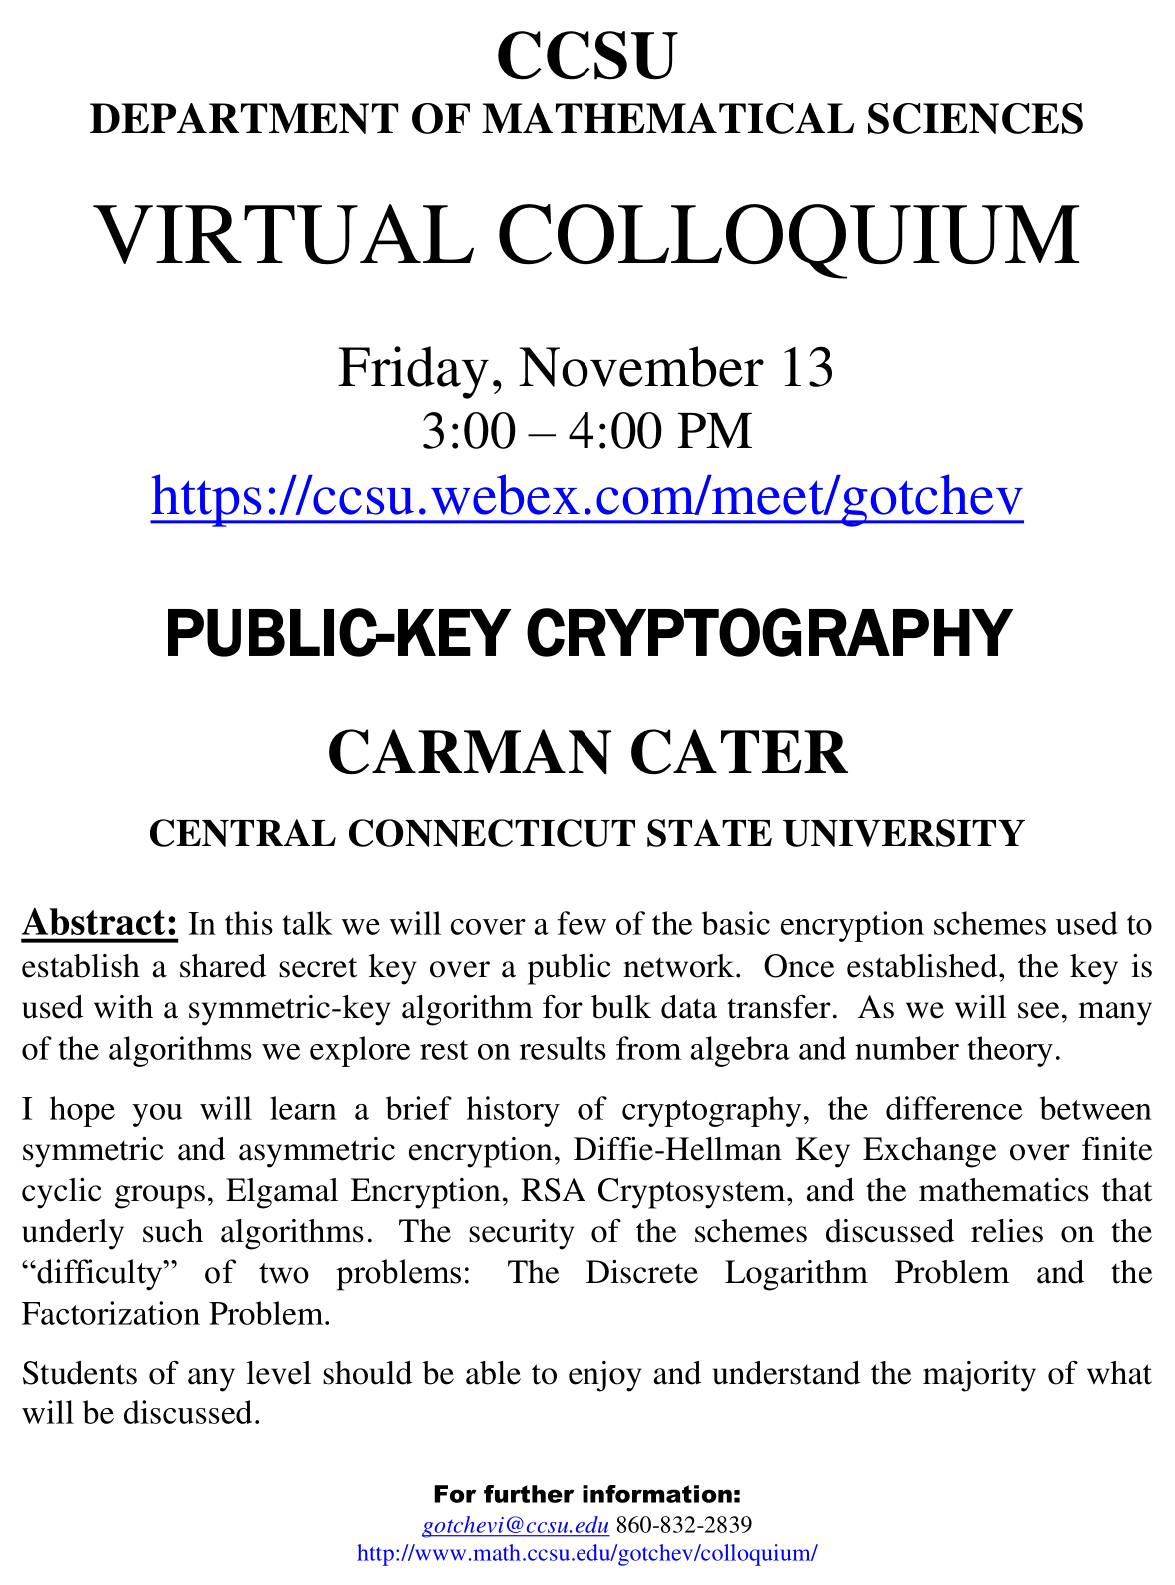 CCSU
DEPARTMENT OF MATHEMATICAL SCIENCES
VIRTUAL COLLOQUIUM
Friday, November 13
3:00 – 4:00 PM
https://ccsu.webex.com/meet/gotchev
PUBLIC-KEY CRYPTOGRAPHY
CARMAN CATER
CENTRAL CONNECTICUT STATE UNIVERSITY
Abstract: In this talk we will cover a few of the basic encryption schemes used to
establish a shared secret key over a public network. Once established, the key is
used with a symmetric-key algorithm for bulk data transfer. As we will see, many
of the algorithms we explore rest on results from algebra and number theory.
I hope you will learn a brief history of cryptography, the difference between
symmetric and asymmetric encryption, Diffie-Hellman Key Exchange over finite
cyclic groups, Elgamal Encryption, RSA Cryptosystem, and the mathematics that
underly such algorithms. The security of the schemes discussed relies on the
“difficulty” of two problems: The Discrete Logarithm Problem and the
Factorization Problem.
Students of any level should be able to enjoy and understand the majority of what
will be discussed.
For further information:
gotchevi@ccsu.edu 860-832-2839
http://www.math.ccsu.edu/gotchev/colloquium/